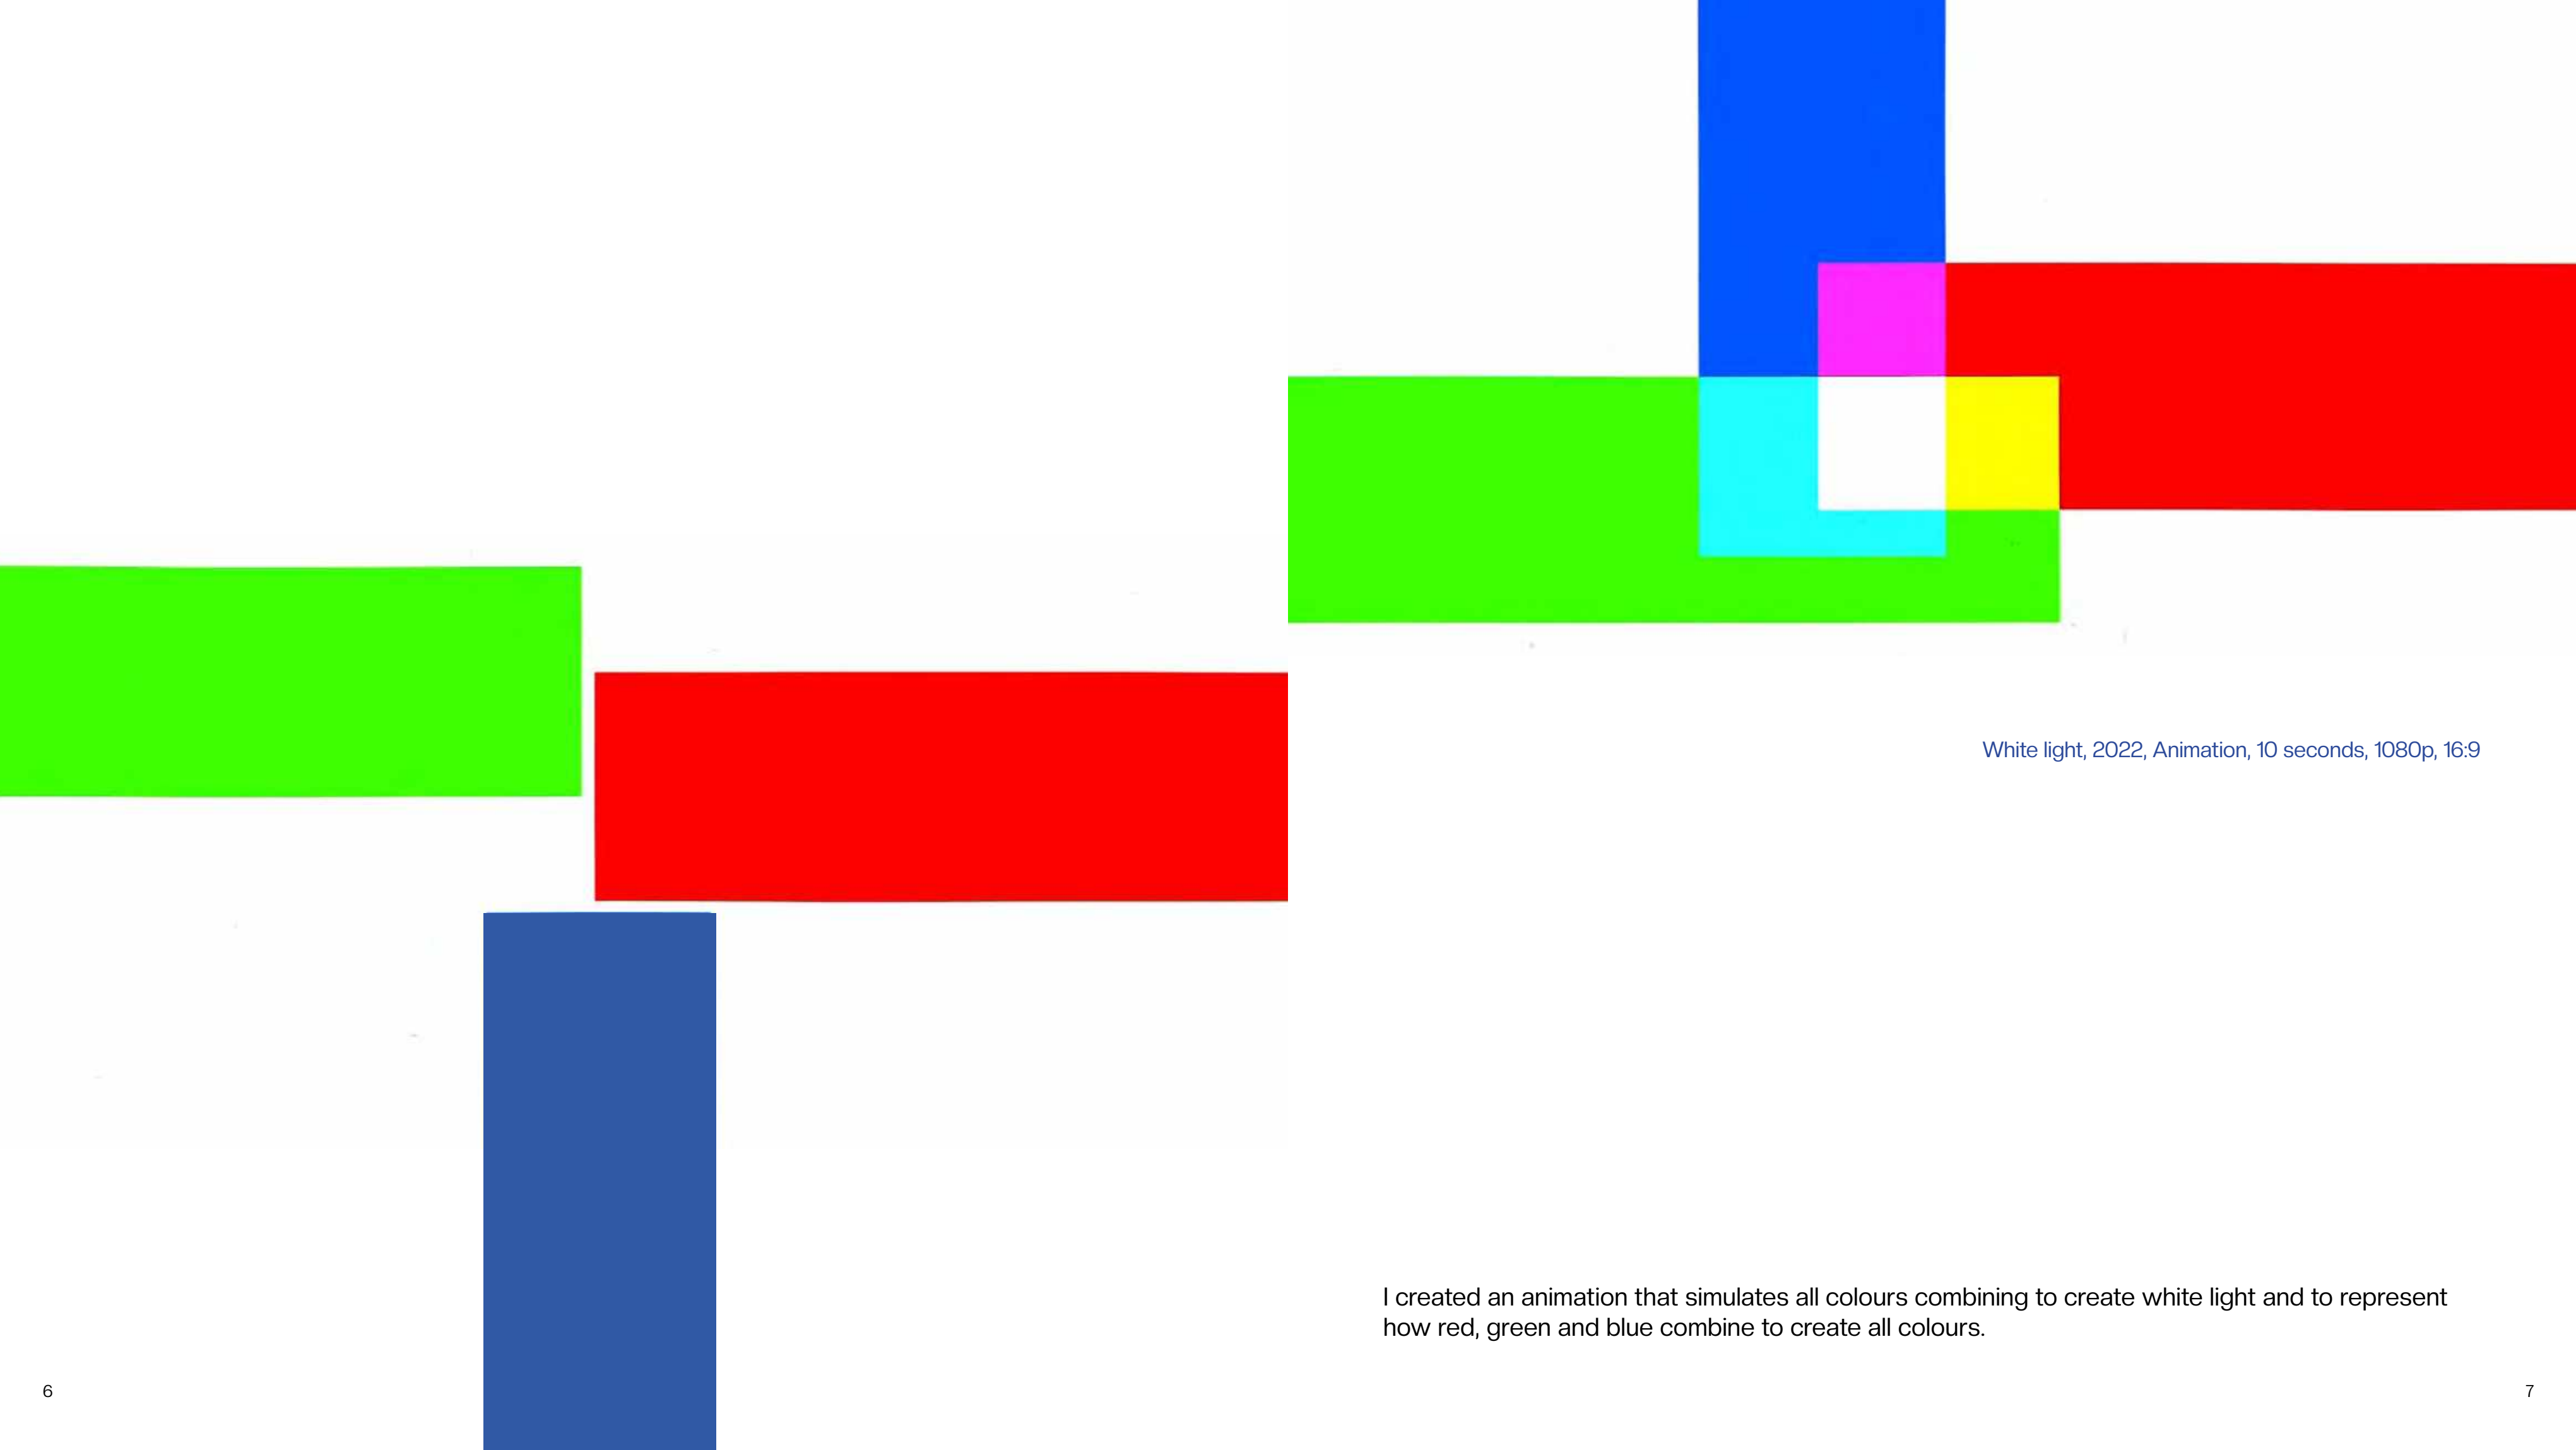 White light, 2022, Animation, 10 seconds, 1080p, 16:9
I created an animation that simulates all colours combining to create white light and to represent
how red, green and blue combine to create all colours.
6
7